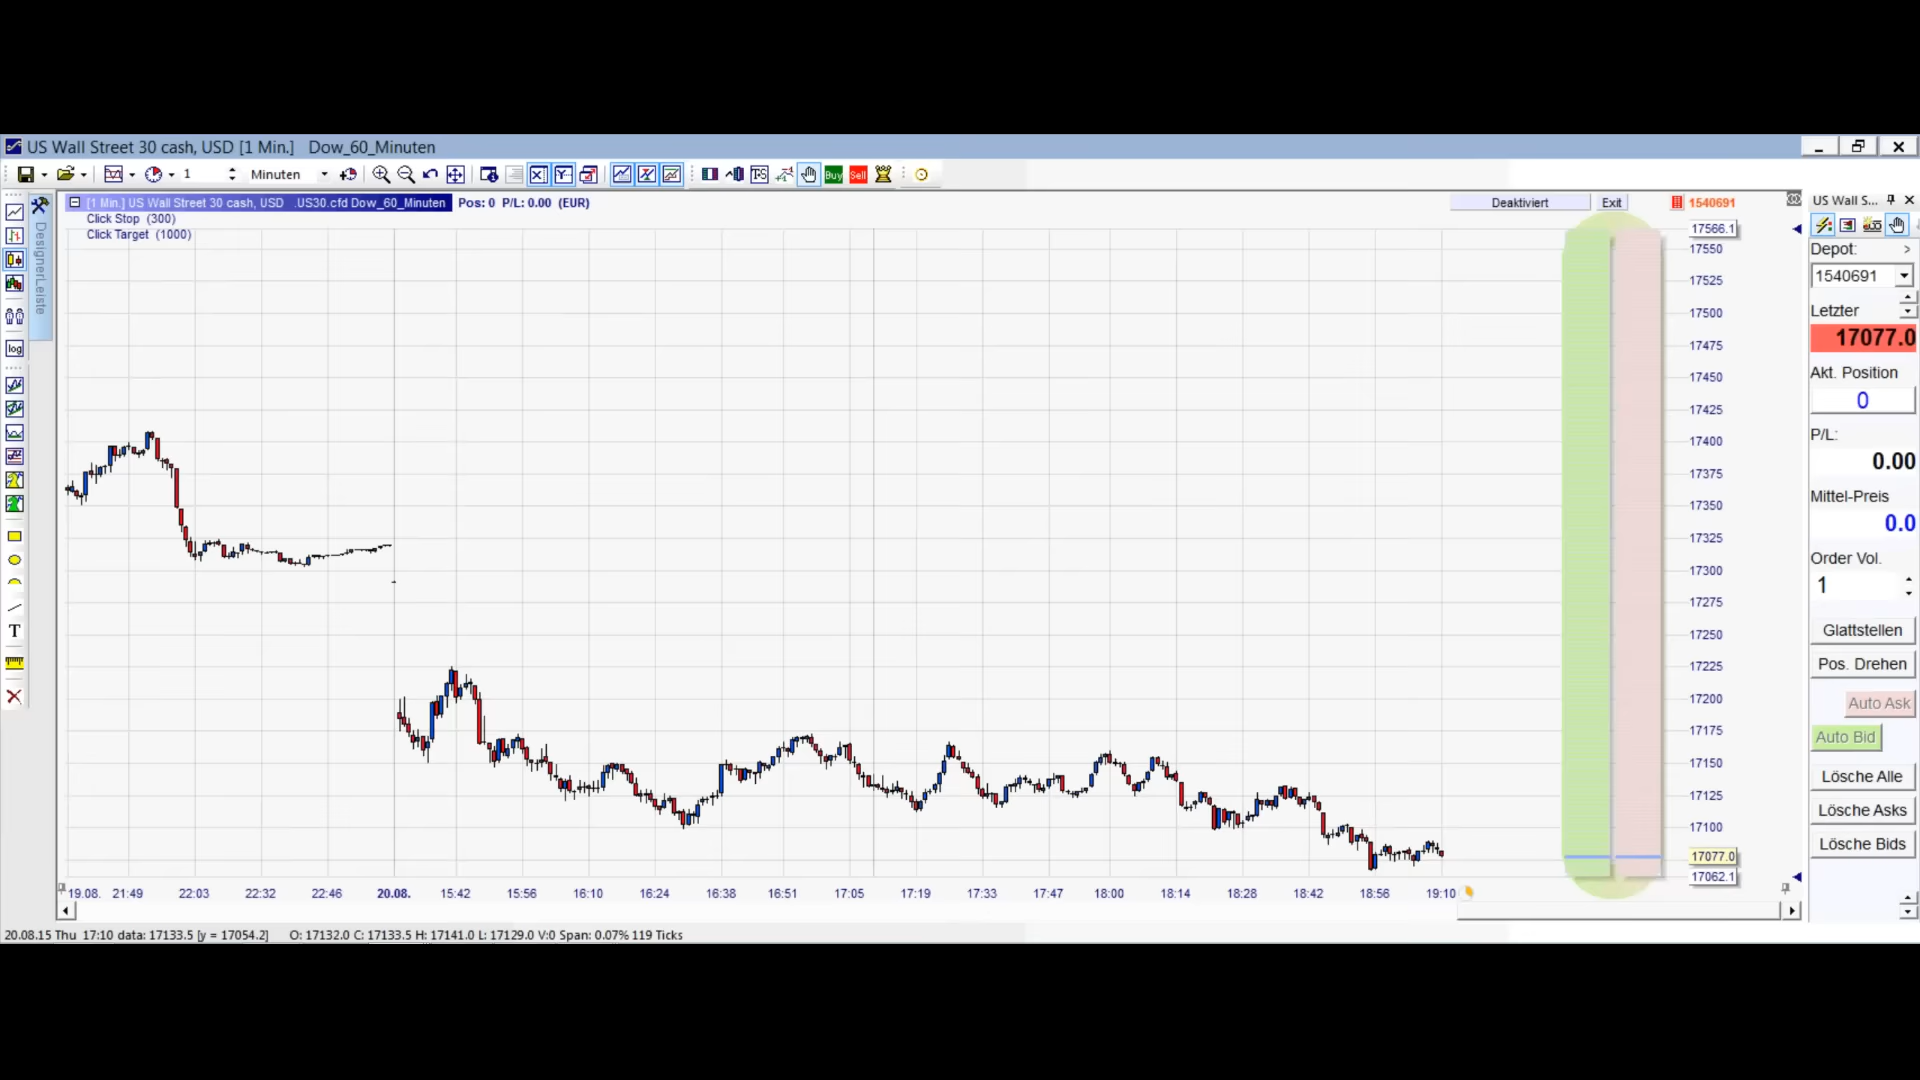 US Wall Street 30 cash, USD [1 Min.] Dow_60_Minuten
1 Minuten
T-S Buy Sell
[1 Min.] US Wall Street 30 cash, USD .US30.cfd Dow_60_Minuten Pos: 0 P/L: 0.00 (EUR)
Click Stop (300)
Click Target (1000)
DesignerLeiste
log
T
Deaktiviert Exit 1540691
17566.1
17550
17525
17500
17475
17450
17425
17400
17375
17350
17325
17300
17275
17250
17225
17200
17175
17150
17125
17100
17077.0
17062.1
19.08. 21:49 22:03 22:32 22:46 20.08. 15:42 15:56 16:10 16:24 16:38 16:51 17:05 17:19 17:33 17:47 18:00 18:14 18:28 18:42 18:56 19:10
US Wall S...
Depot: >
1540691
Letzter
17077.0
Akt. Position
0
P/L:
0.00
Mittel-Preis
0.0
Order Vol.
1
Glattstellen
Pos. Drehen
Auto Ask
Auto Bid
Lösche Alle
Lösche Asks
Lösche Bids
20.08.15 Thu 17:10 data: 17133.5 [y = 17054.2] O: 17132.0 C: 17133.5 H: 17141.0 L: 17129.0 V:0 Span: 0.07% 119 Ticks